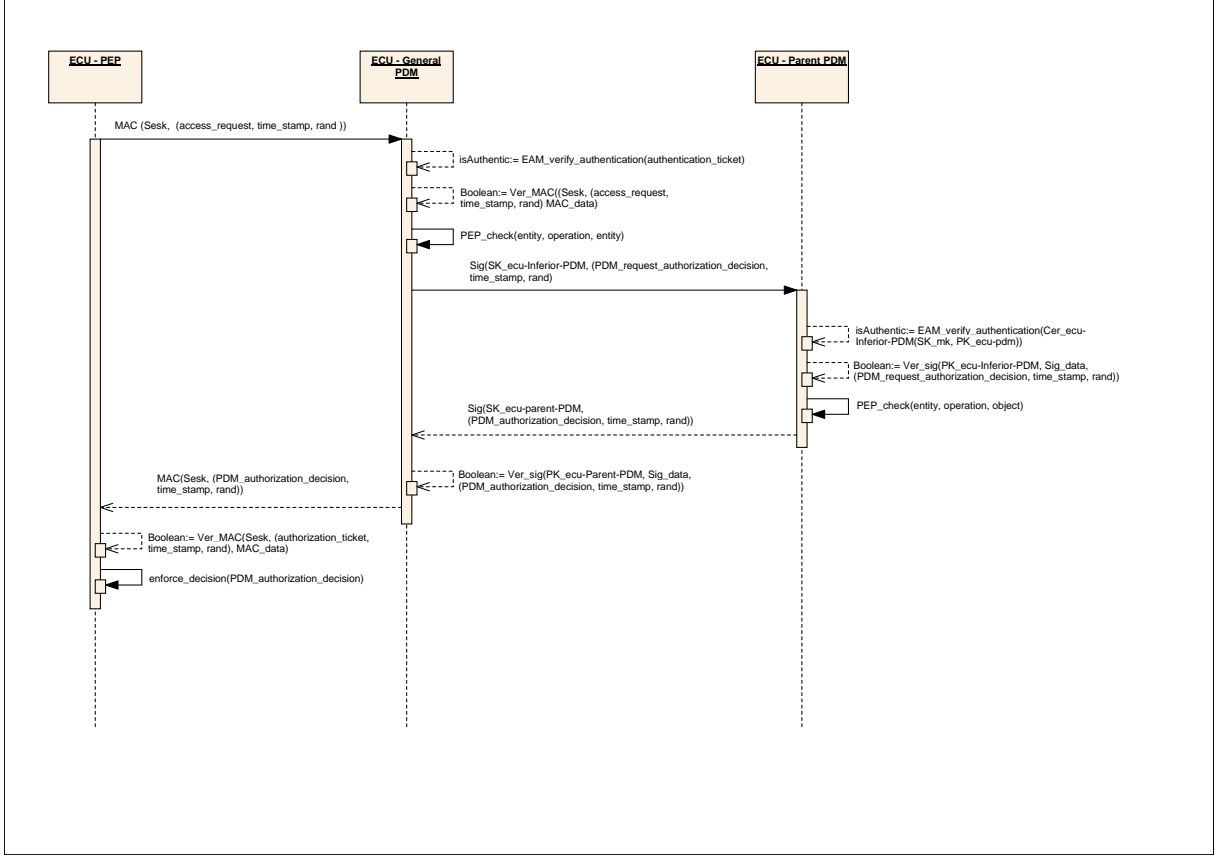 ECU - PEP
ECU - General
PDM
ECU - Parent PDM
MAC (Sesk,  (access_request, time_stamp, rand ))
isAuthentic:= EAM_verify_authentication(authentication_ticket)
Boolean:= Ver_MAC((Sesk, (access_request,
time_stamp, rand) MAC_data)
PEP_check(entity, operation, entity)
Sig(SK_ecu-Inferior-PDM, (PDM_request_authorization_decision,
time_stamp, rand)
isAuthentic:= EAM_verify_authentication(Cer_ecu-
Inferior-PDM(SK_mk, PK_ecu-pdm))
Boolean:= Ver_sig(PK_ecu-Inferior-PDM, Sig_data,
(PDM_request_authorization_decision, time_stamp, rand))
PEP_check(entity, operation, object)
Sig(SK_ecu-parent-PDM,
(PDM_authorization_decision, time_stamp, rand))
Boolean:= Ver_sig(PK_ecu-Parent-PDM, Sig_data,
(PDM_authorization_decision, time_stamp, rand))
MAC(Sesk, (PDM_authorization_decision,
time_stamp, rand))
Boolean:= Ver_MAC(Sesk, (authorization_ticket,
time_stamp, rand), MAC_data)
enforce_decision(PDM_authorization_decision)